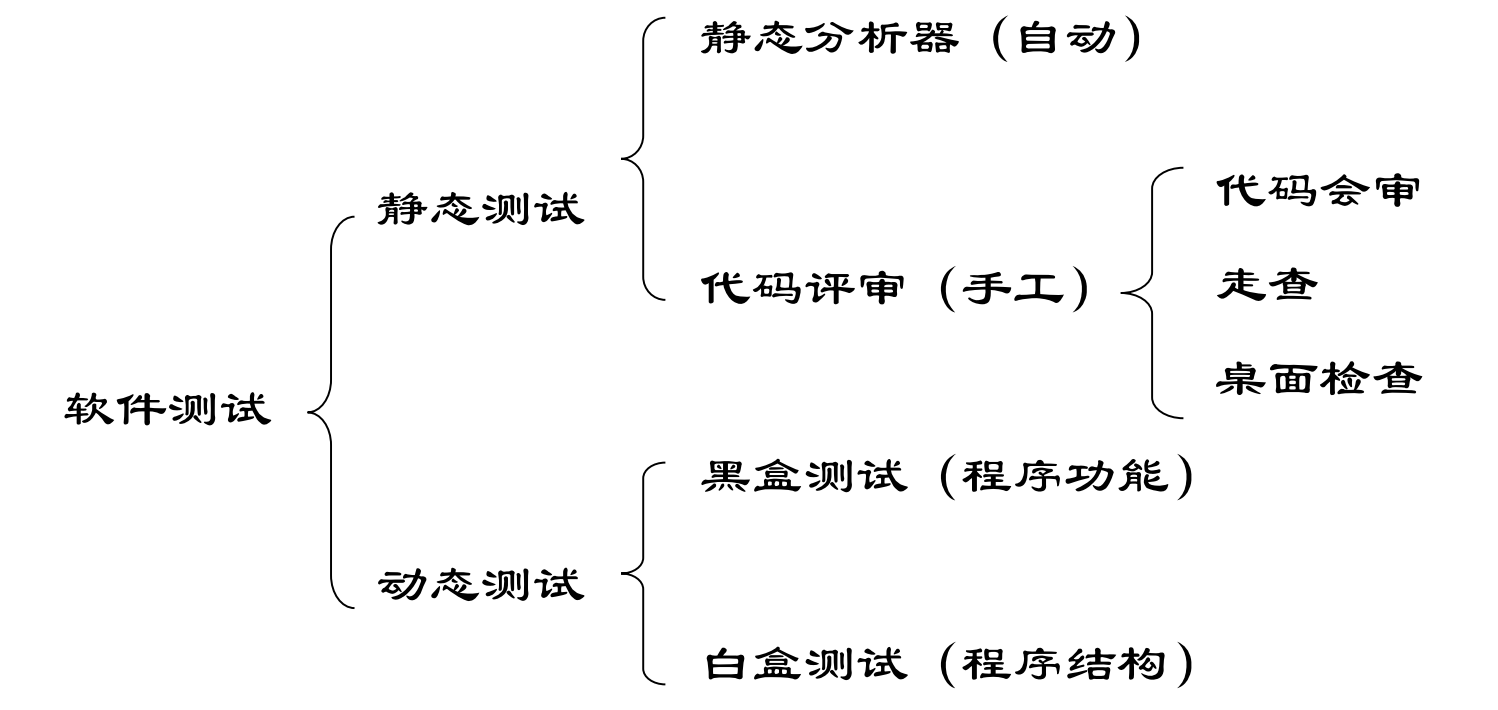 静态分析器（自动）
代码会审
静态测试
走查
代码评审（手工）
桌面检查
软件测试
黑盒测试（程序功能）
动态测试
白盒测试（程序结构）